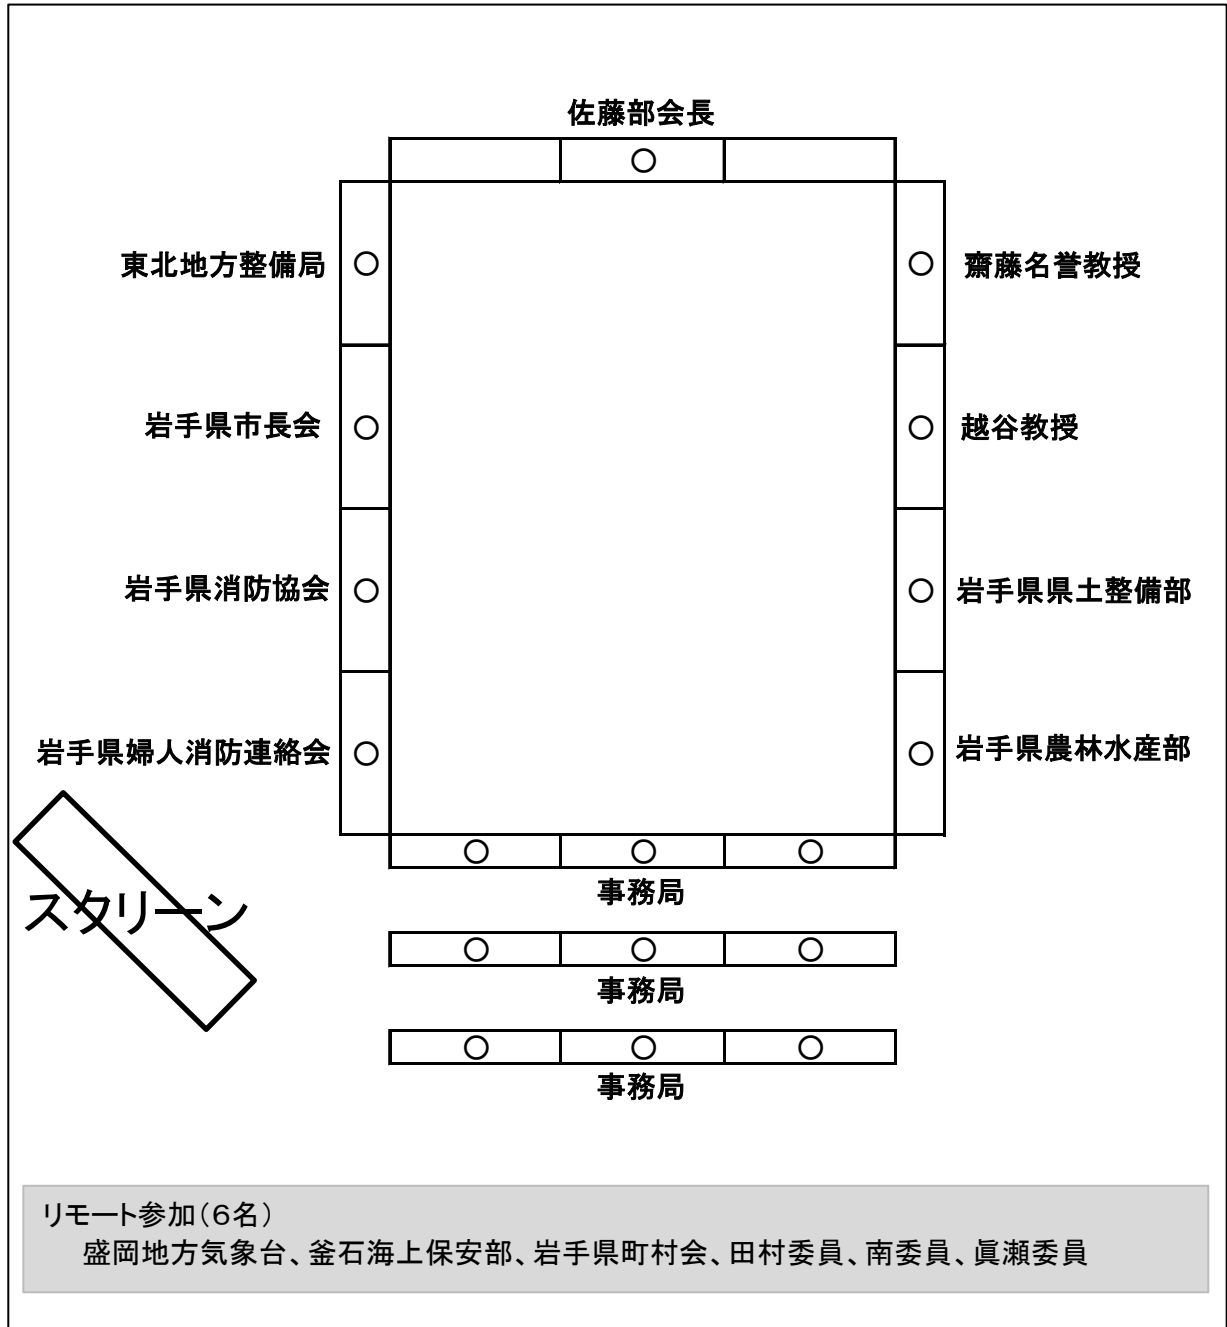 佐藤部会長
東北地方整備局
齋藤名誉教授
岩手県市長会
越谷教授
岩手県消防協会
岩手県県土整備部
岩手県婦人消防連絡会
岩手県農林水産部
スクリーン
事務局
事務局
事務局
リモート参加(6名)
盛岡地方気象台、釜石海上保安部、岩手県町村会、田村委員、南委員、眞瀬委員